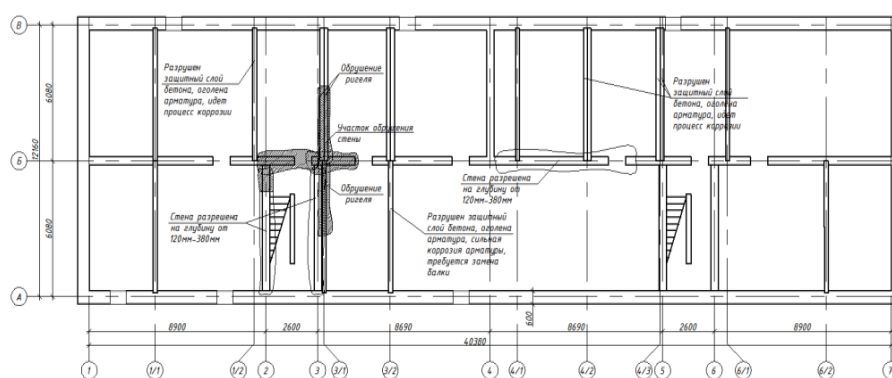 В
Разрушен
защитный слой
бетона, оголена
арматура, идет
процесс коррозии
Обрушение
ригеля
Разрушен
защитный слой
бетона, оголена
арматура, идет
процесс коррозии
6080
Участок обрушения
стены
12160
Б
Стена разрешена
на глубину от
120мм-380мм
Обрушение
ригеля
Стена разрешена
на глубину от
120мм-380мм
Разрушен защитный
слой бетона, оголена
арматура, сильная
коррозия арматуры,
требуется замена
балки
6080
А
600
8900
2600
8690
8690
2600
8900
40380
1
1/1
1/2
2
3
3/1
3/2
4
4/1
4/2
4/3
5
6
6/1
6/2
7